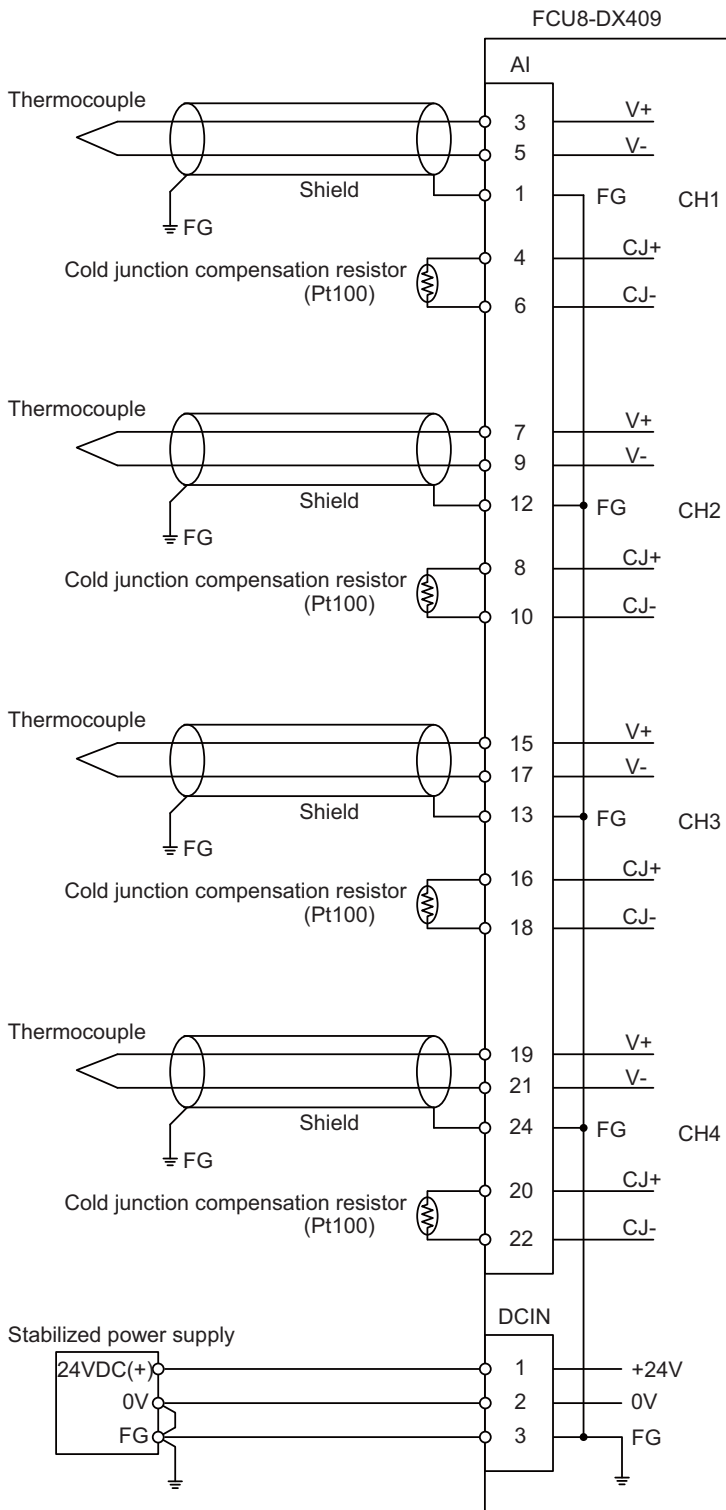 FCU8-DX409
AI
Thermocouple
3 V+
5 V-
Shield 1 FG CH1
FG
4 CJ+
Cold junction compensation resistor
(Pt100)
6 CJ-
Thermocouple
7 V+
9 V-
Shield 12 FG CH2
FG
8 CJ+
Cold junction compensation resistor
(Pt100)
10 CJ-
Thermocouple
15 V+
17 V-
Shield 13 FG CH3
FG
16 CJ+
Cold junction compensation resistor
(Pt100)
18 CJ-
Thermocouple
19 V+
21 V-
Shield 24 FG CH4
FG
20 CJ+
Cold junction compensation resistor
(Pt100)
22 CJ-
DCIN
Stabilized power supply
24VDC(+) 1 +24V
0V 2 0V
FG 3 FG